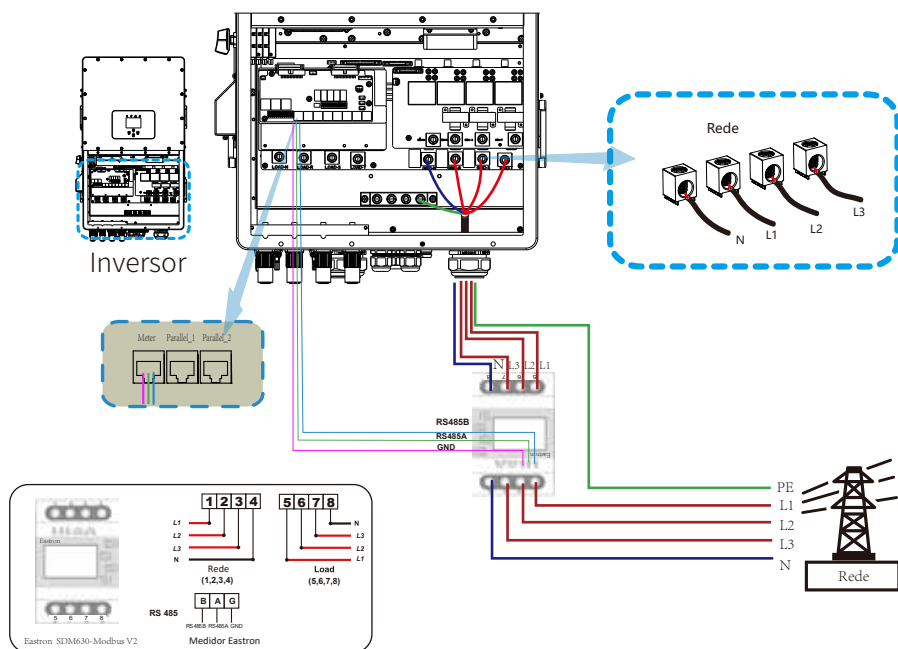 Rede
N
L1
L2
L3
Inversor
Meter
Parallel_1
Parallel_2
N
L3
L2
L1
RS485B
RS485A
GND
Eastron
PE
L1
L2
L3
N
Rede
Eastron
1 2 3 4
L1
L2
L3
N
Rede
(1,2,3,4)
5 6 7 8
N
L3
L2
L1
Load
(5,6,7,8)
RS 485
B A G
RS485B RS485A GND
5 6 7 8
Eastron SDM630-Modbus V2
Medidor Eastron